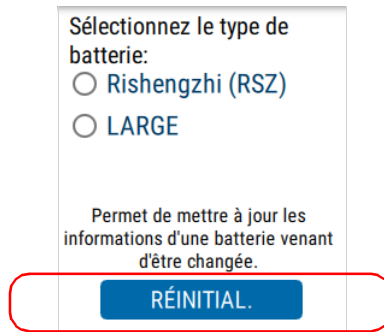 Sélectionnez le type de
batterie:
Rishengzhi (RSZ)
LARGE
Permet de mettre à jour les
informations d'une batterie venant
d'être changée.
RÉINITIAL.